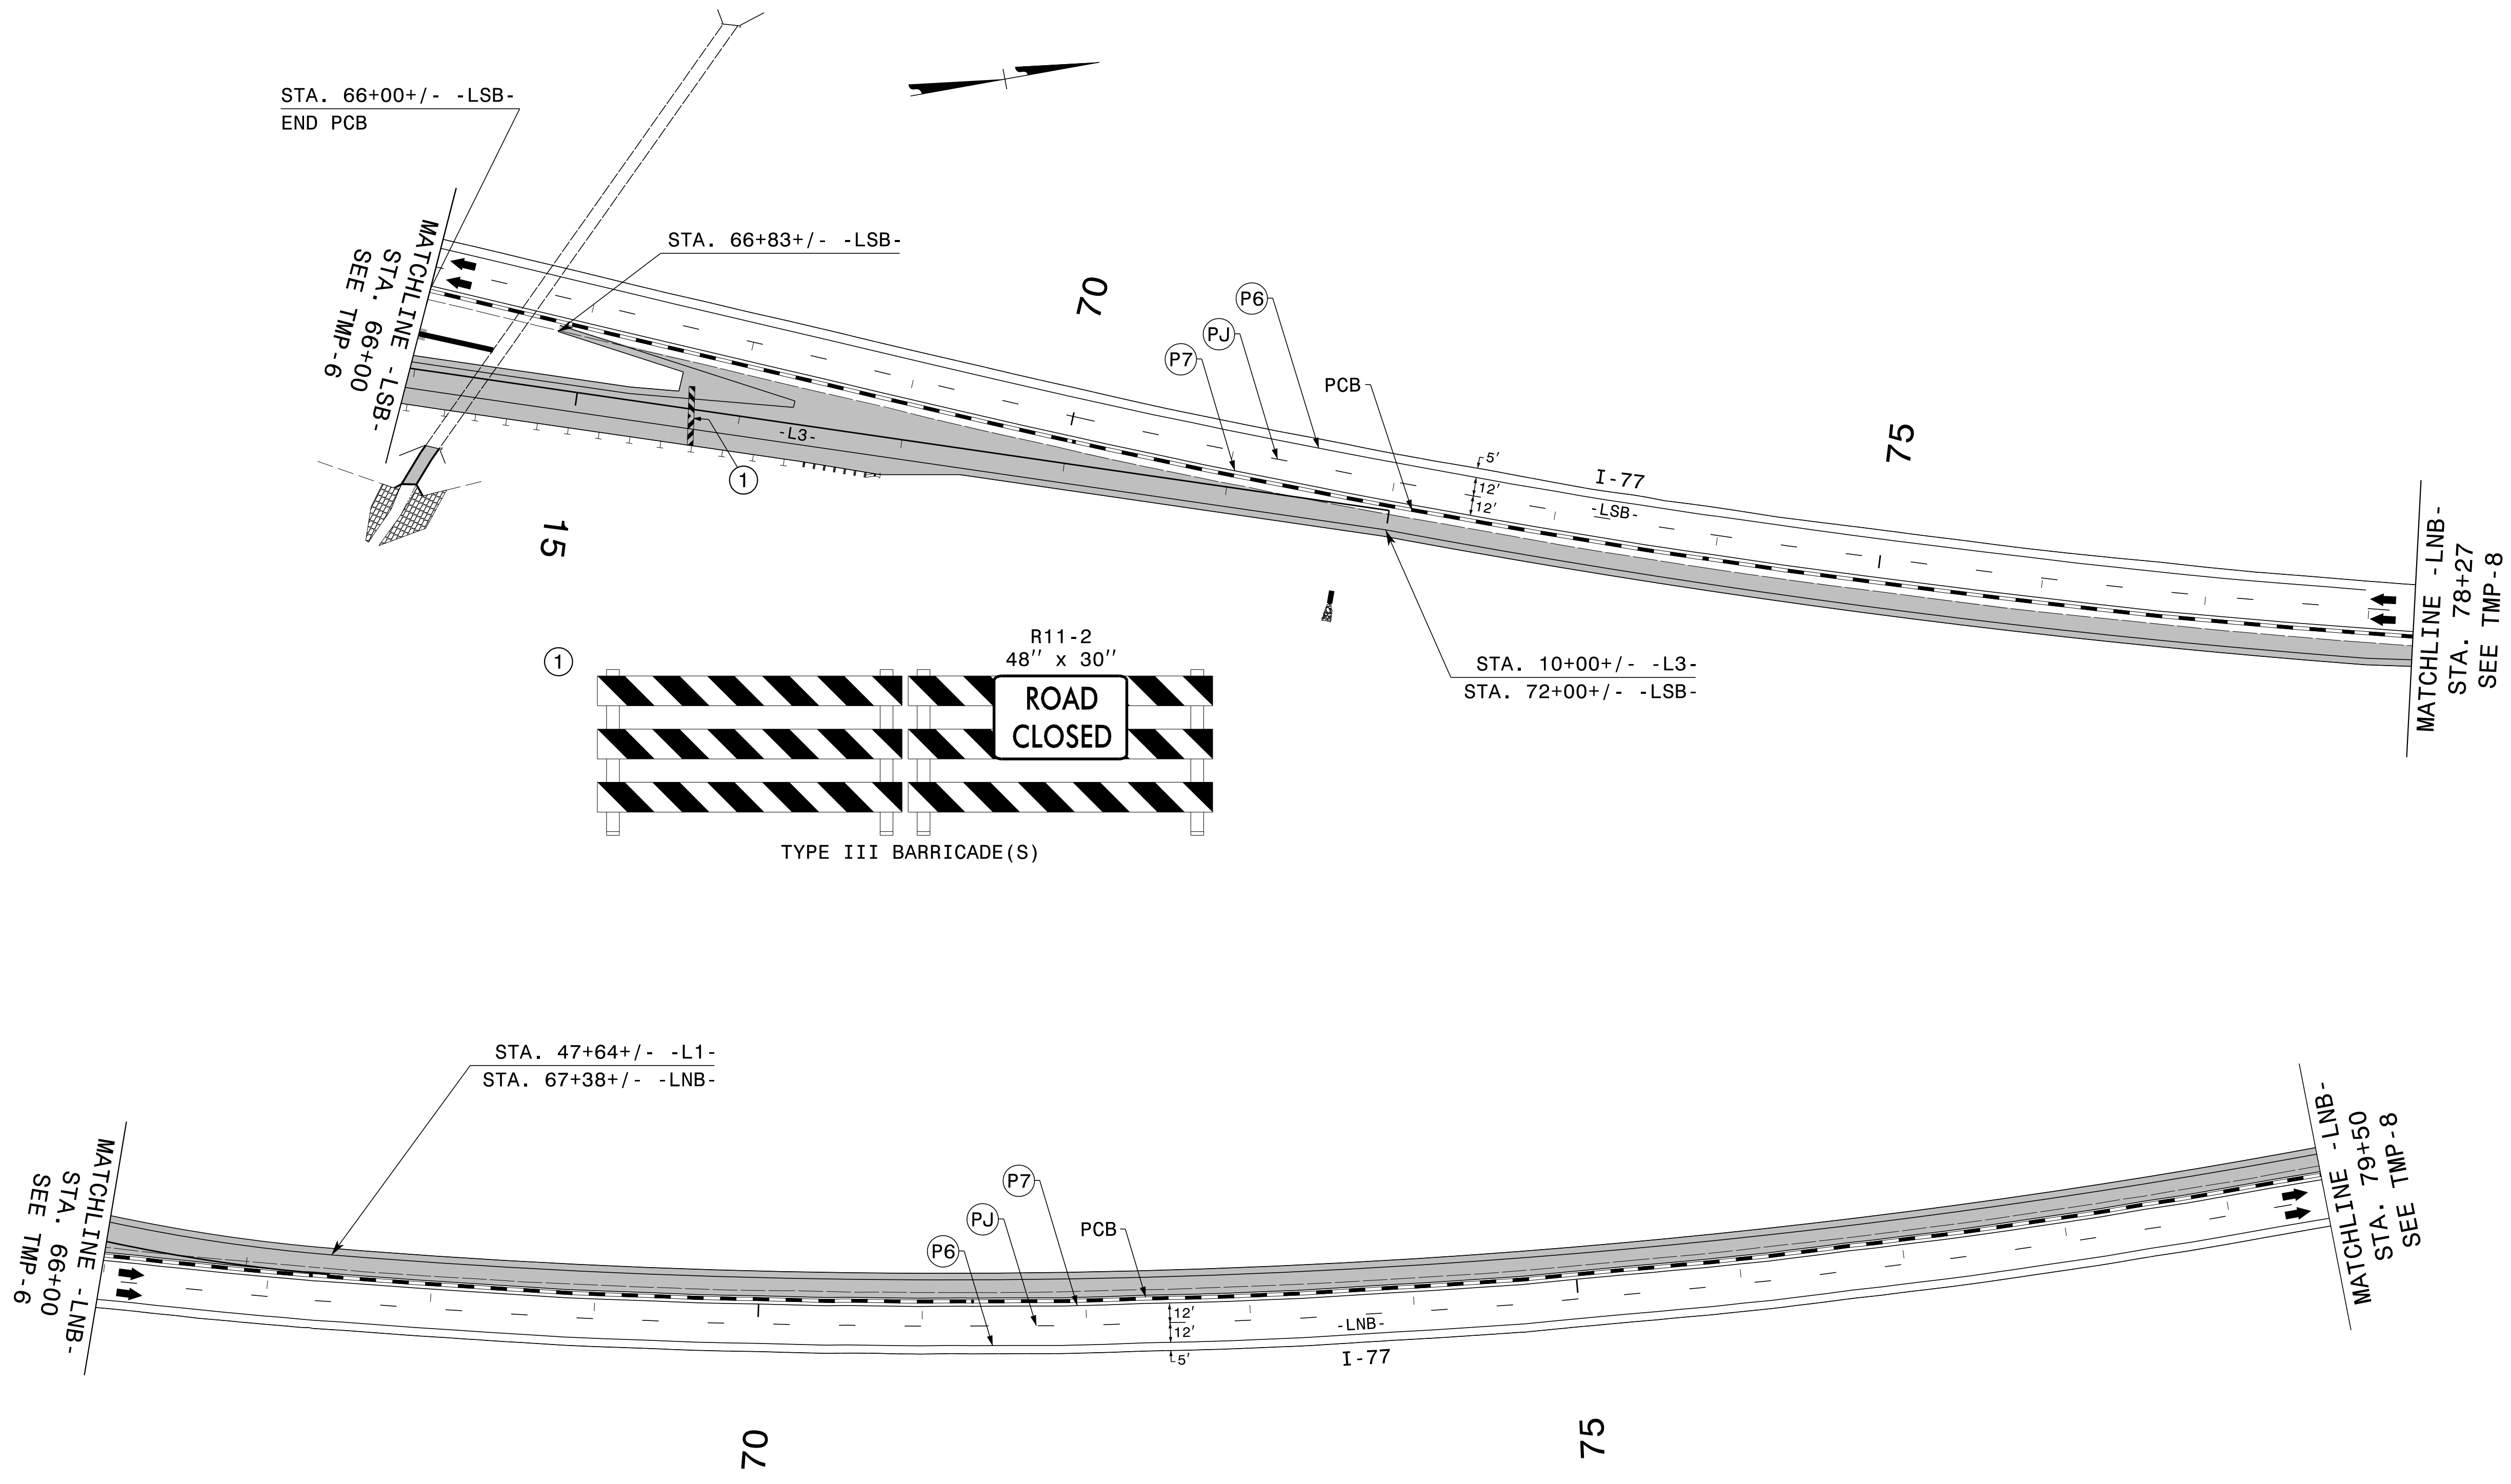 STA. 66+00+/- -LSB-
END PCB
MATCHLINE -LSB-
STA. 66+00
SEE TMP-6
STA. 66+83+/- -LSB-
70
P6
PJ
P7
PCB
75
5'
12'
12'
I-77
-LSB-
-L3-
1
15
MATCHLINE -LNB-
STA. 78+27
SEE TMP-8
STA. 10+00+/- -L3-
STA. 72+00+/- -LSB-
1
R11-2
48" x 30"
ROAD
CLOSED
TYPE III BARRICADE(S)
STA. 47+64+/- -L1-
STA. 67+38+/- -LNB-
MATCHLINE -LNB-
STA. 66+00
SEE TMP-6
P7
PJ
P6
PCB
12'
12'
5'
-LNB-
I-77
MATCHLINE -LNB-
STA. 79+50
SEE TMP-8
70
75